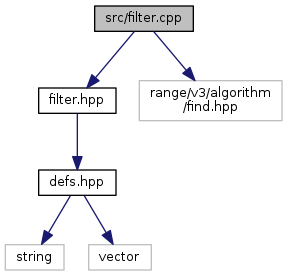 src/filter.cpp
filter.hpp
range/v3/algorithm
/find.hpp
defs.hpp
string
vector